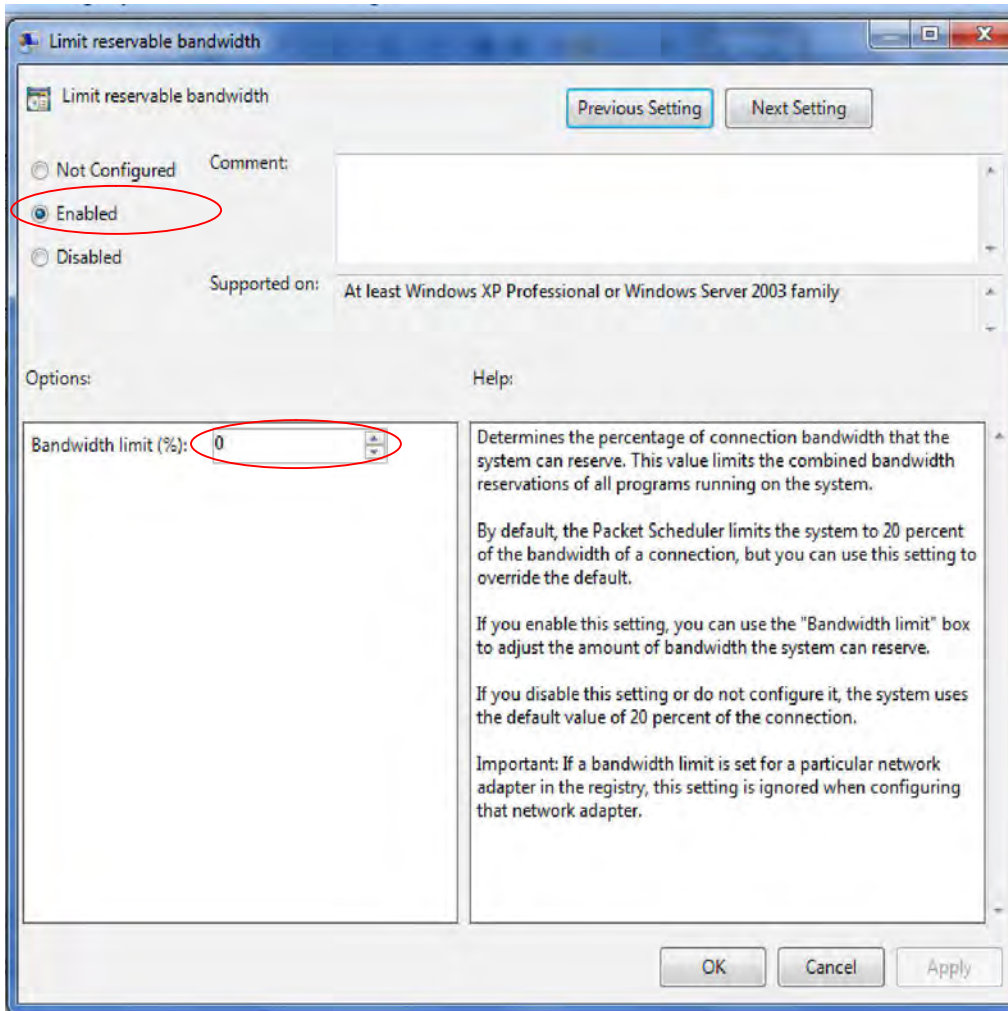 Limit reservable bandwidth
Limit reservable bandwidth
Previous Setting
Next Setting
Not Configured
Comment:
Enabled
Disabled
Supported on:
At least Windows XP Professional or Windows Server 2003 family
Options:
Help:
Bandwidth limit (%):
0
Determines the percentage of connection bandwidth that the
system can reserve. This value limits the combined bandwidth
reservations of all programs running on the system.
By default, the Packet Scheduler limits the system to 20 percent
of the bandwidth of a connection, but you can use this setting to
override the default.
If you enable this setting, you can use the "Bandwidth limit" box
to adjust the amount of bandwidth the system can reserve.
If you disable this setting or do not configure it, the system uses
the default value of 20 percent of the connection.
Important: If a bandwidth limit is set for a particular network
adapter in the registry, this setting is ignored when configuring
that network adapter.
OK
Cancel
Apply